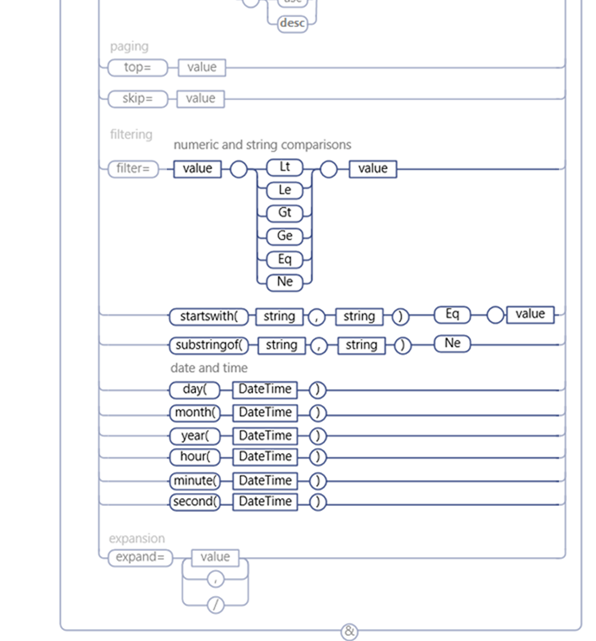 desc
paging
top= value
skip= value
filtering
numeric and string comparisons
filter= value Lt value
Le
Gt
Ge
Eq
Ne
startswith( string , string ) Eq value
substringof( string , string ) Ne
date and time
day( DateTime )
month( DateTime )
year( DateTime )
hour( DateTime )
minute( DateTime )
second( DateTime )
expansion
expand= value
,
/
&